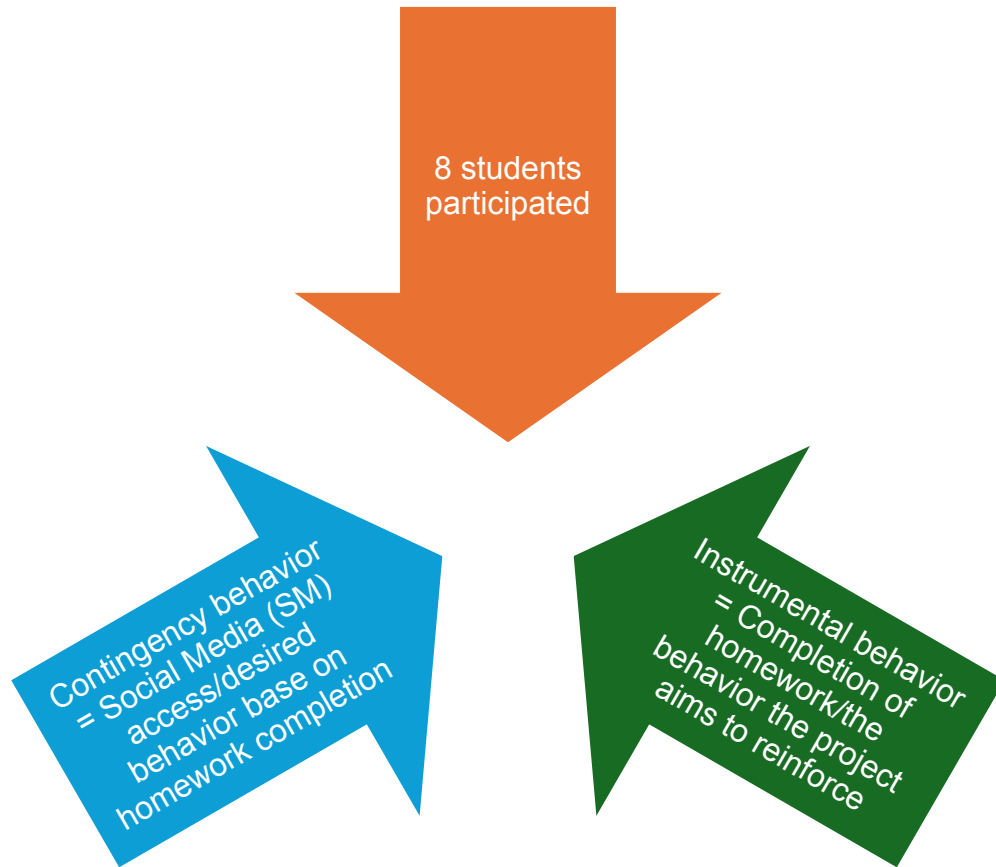 8 students
participated
Contingency behavior
= Social Media (SM)
access/desired
behavior base on
homework completion
Instrumental behavior
= Completion of
homework/the
behavior the project
aims to reinforce